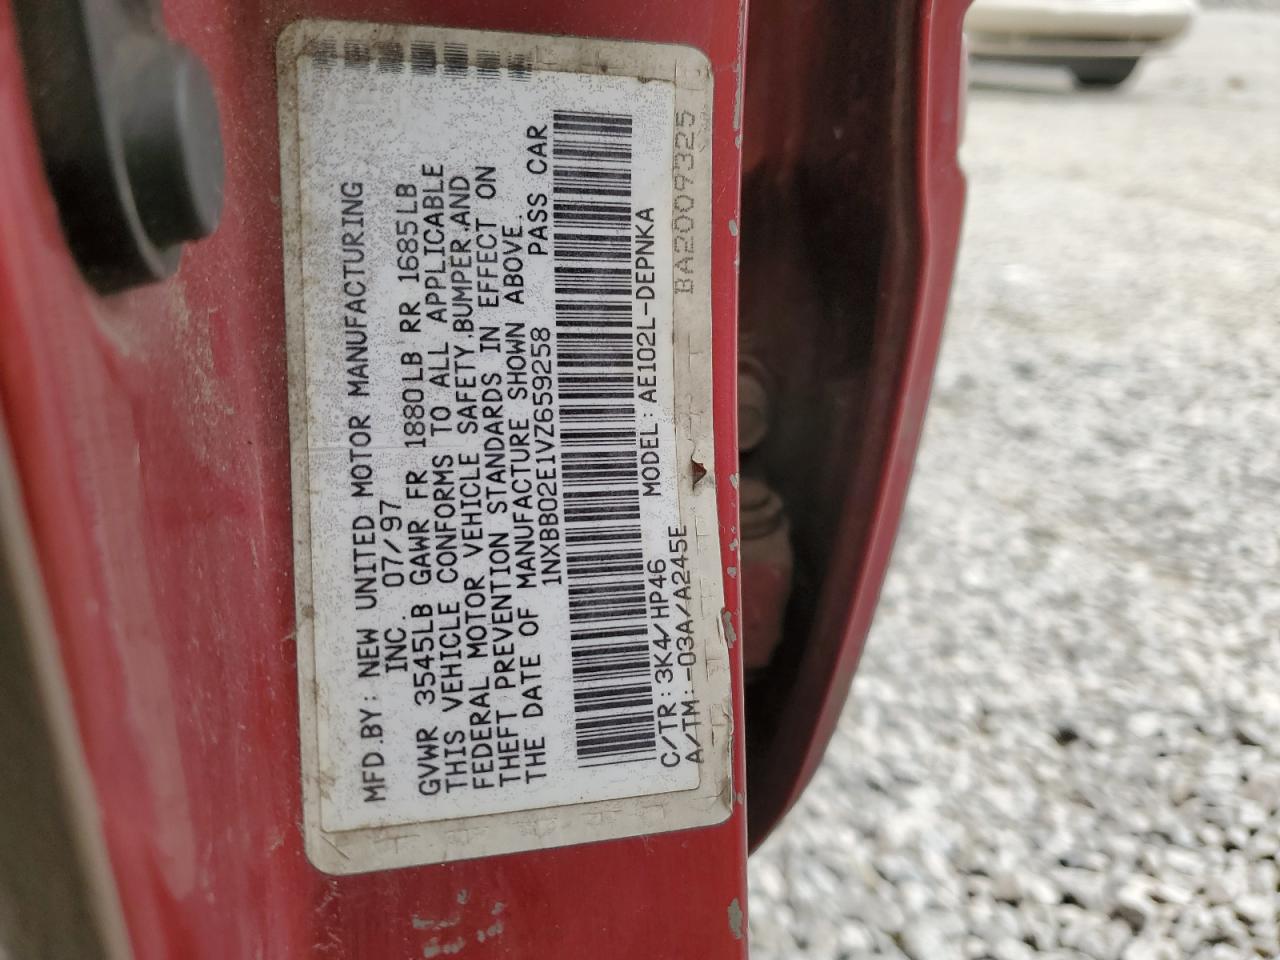 MFD.BY: NEW UNITED MOTOR MANUFACTURING
INC. 07/97
GVWR 3545LB GAWR FR 1880LB RR 1685LB
THIS VEHICLE CONFORMS TO ALL APPLICABLE
FEDERAL MOTOR VEHICLE SAFETY,BUMPER,AND
THEFT PREVENTION STANDARDS IN EFFECT ON
THE DATE OF MANUFACTURE SHOWN ABOVE.
1NXBB02E1VZ659258 PASS CAR
MODEL: AE102L-DEPNKA
C/TR:3K4/HP46
A/TM:-03A/A245E
BA2009325